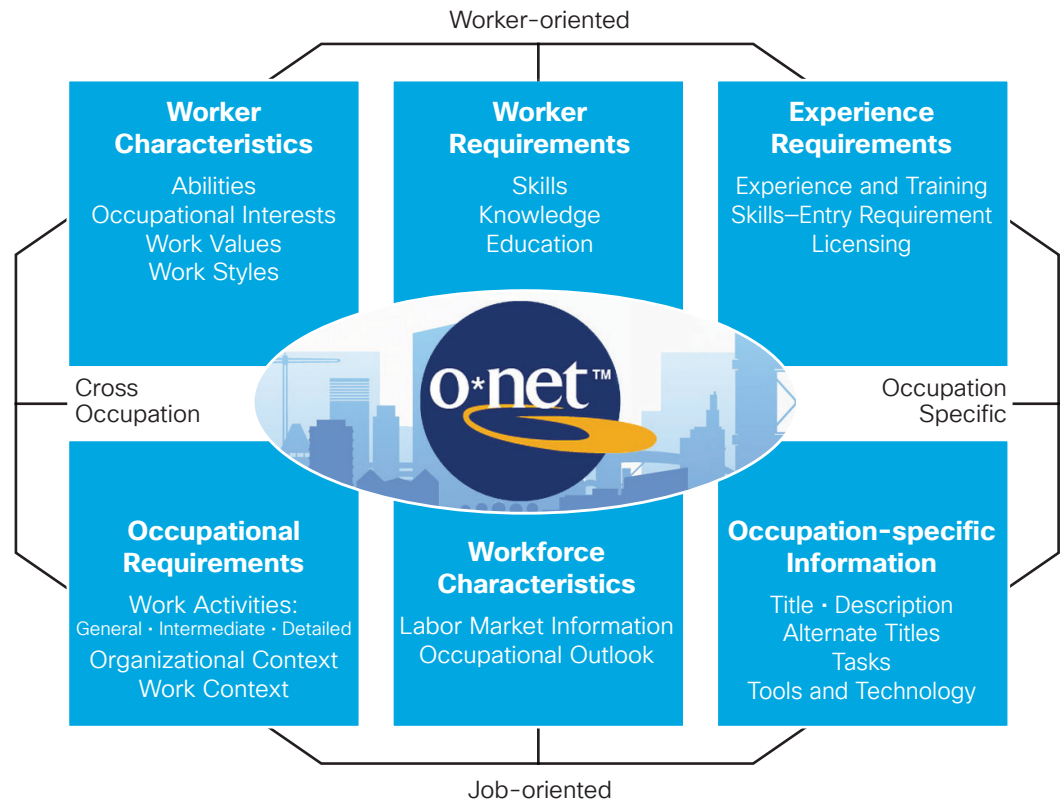 Worker-oriented
Worker
Characteristics
Abilities
Occupational Interests
Work Values
Work Styles
Worker
Requirements
Skills
Knowledge
Education
Experience
Requirements
Experience and Training
Skills–Entry Requirement
Licensing
Cross
Occupation
o*net™
Occupation
Specific
Occupational
Requirements
Work Activities:
General • Intermediate • Detailed
Organizational Context
Work Context
Workforce
Characteristics
Labor Market Information
Occupational Outlook
Occupation-specific
Information
Title • Description
Alternate Titles
Tasks
Tools and Technology
Job-oriented